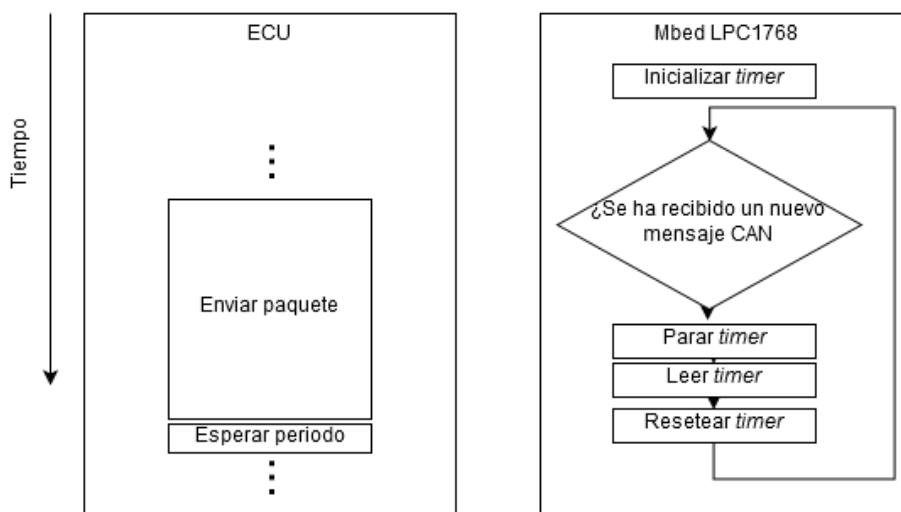 Tiempo
ECU
Enviar paquete
Esperar periodo
Mbed LPC1768
Inicializar timer
¿Se ha recibido un nuevo
mensaje CAN
Parar timer
Leer timer
Resetear timer